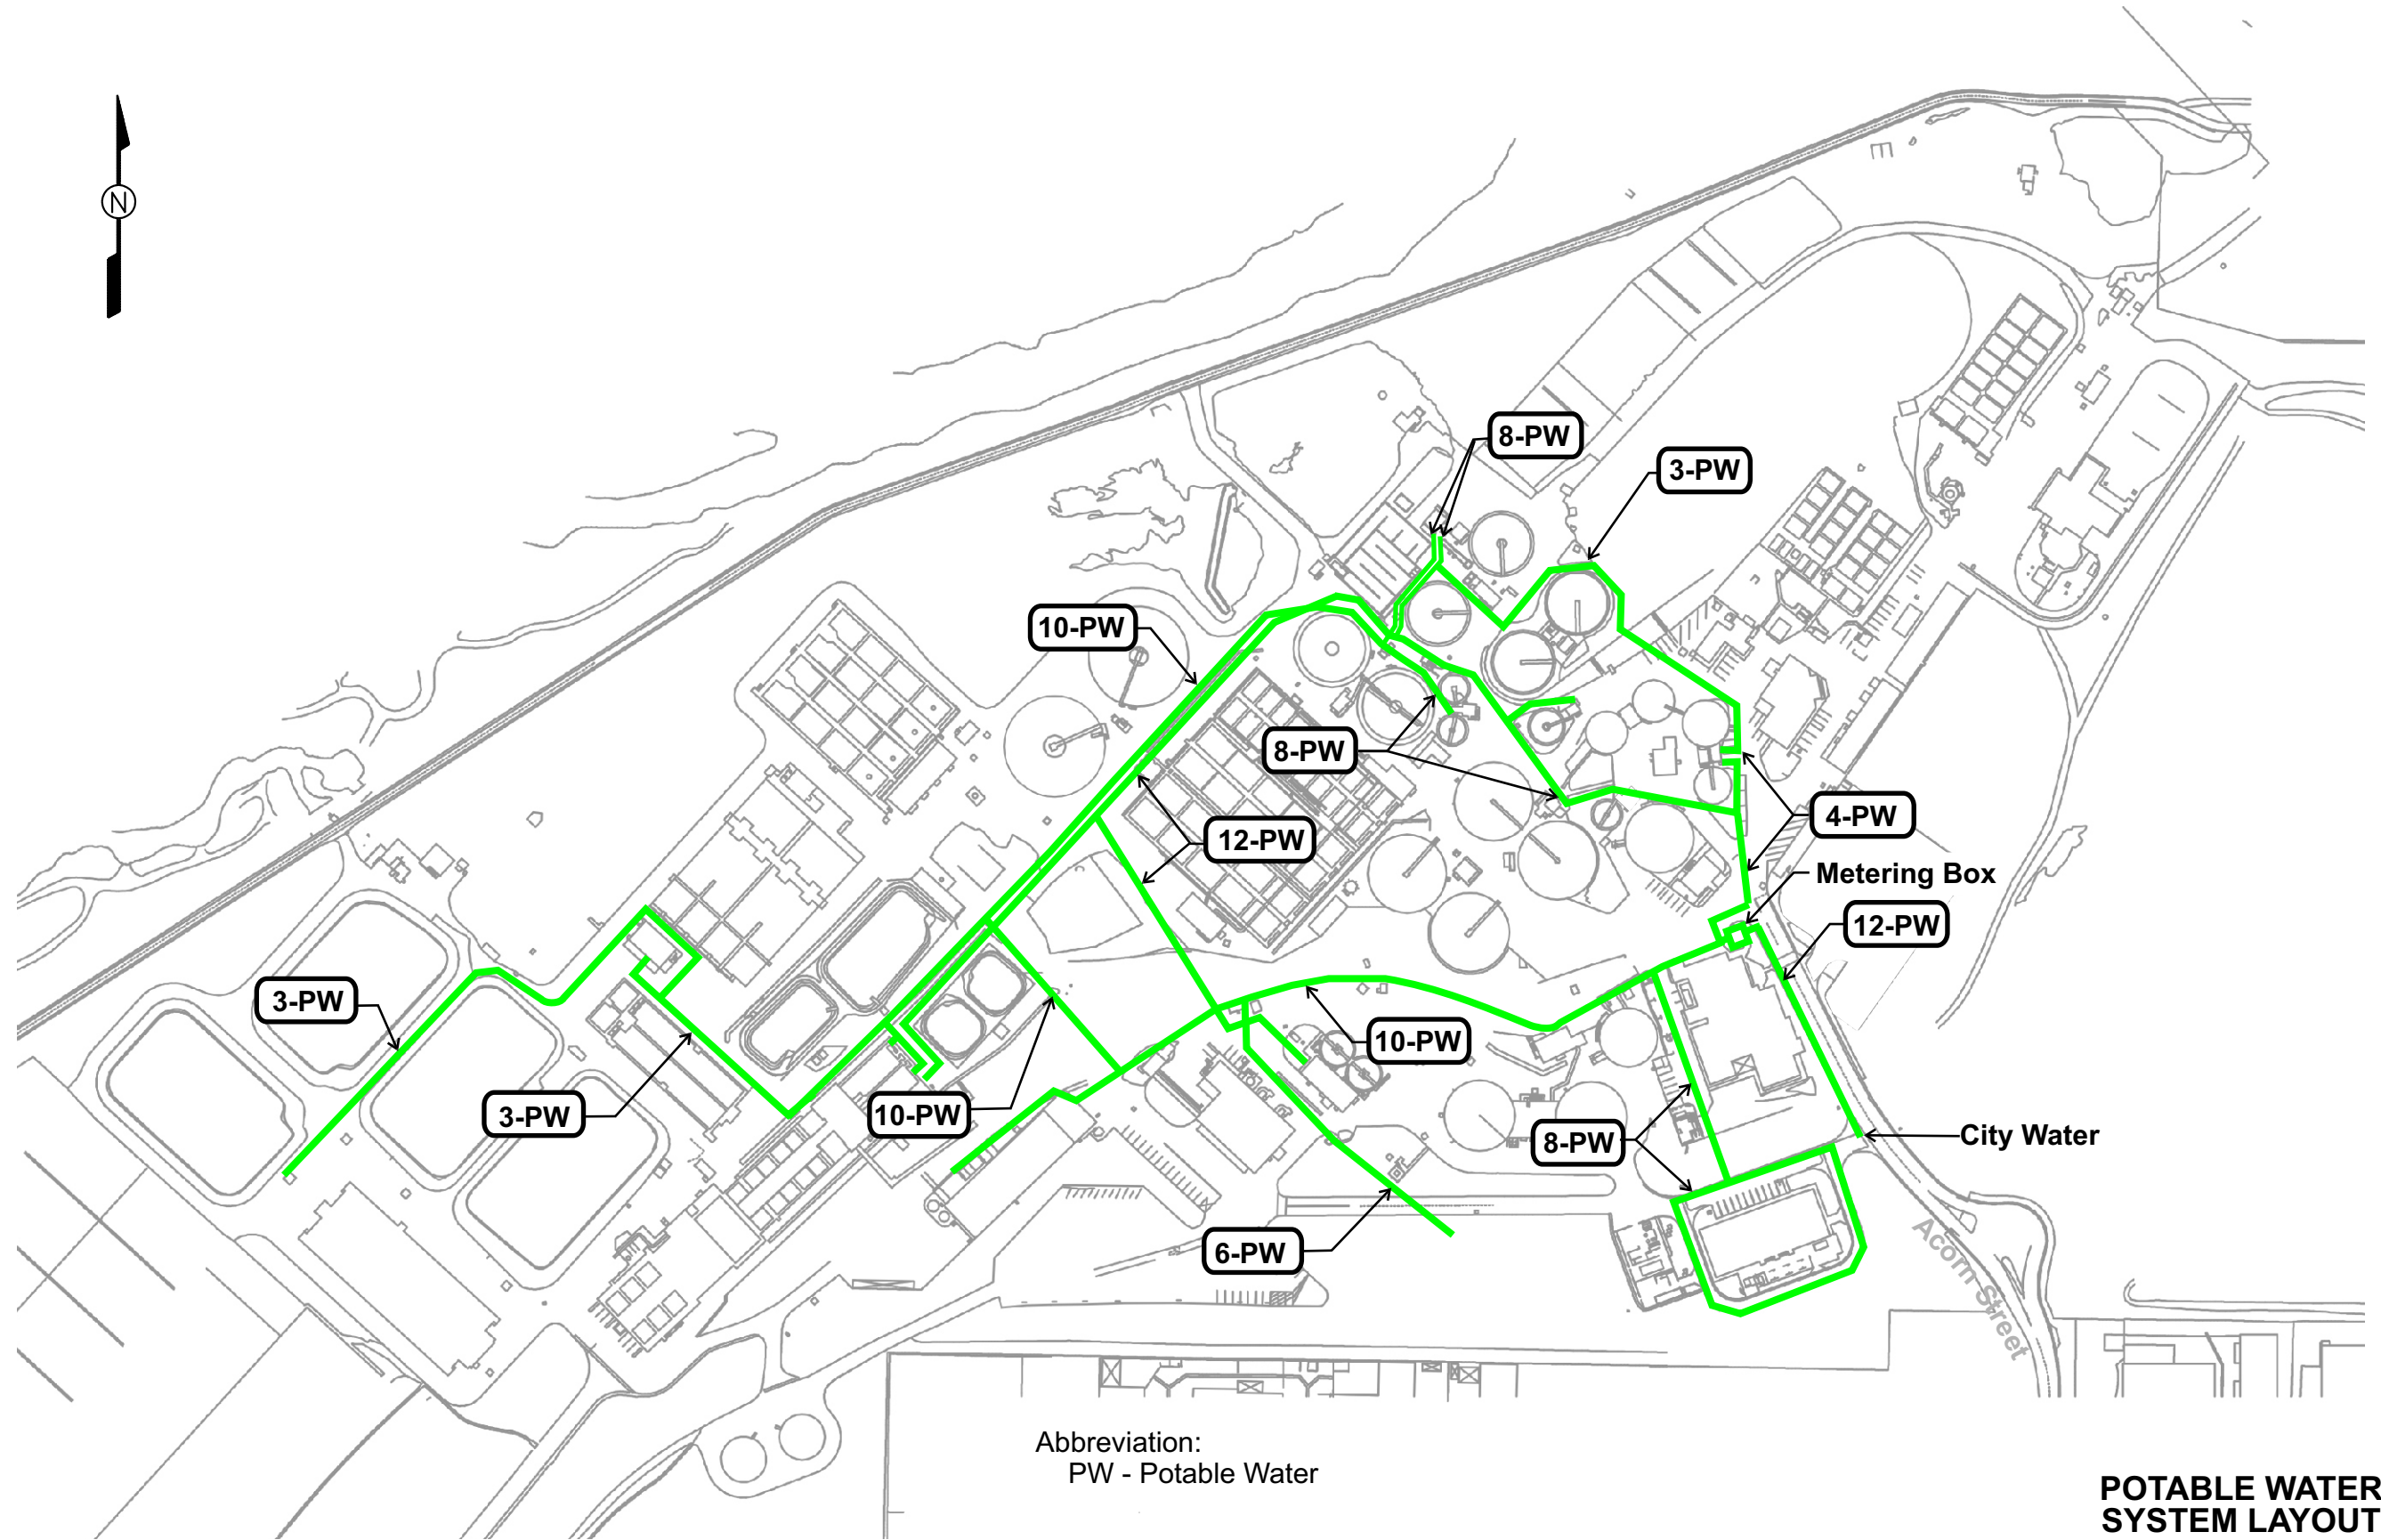 N
8-PW
3-PW
10-PW
8-PW
4-PW
12-PW
Metering Box
12-PW
3-PW
10-PW
3-PW
10-PW
8-PW
City Water
6-PW
Acorn Street
Abbreviation:
PW - Potable Water
POTABLE WATER
SYSTEM LAYOUT